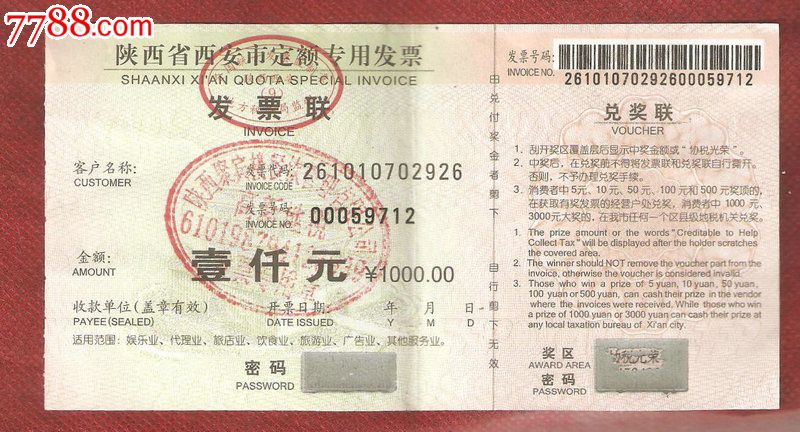 7788.com
陕西省西安市定额专用发票
SHAANXI XI'AN QUOTA SPECIAL INVOICE
发票联
INVOICE
客户名称:
CUSTOMER
发票代码: 261010702926
INVOICE CODE
发票号码: 00059712
INVOICE NO.
金额:
AMOUNT
壹仟元 ¥1000.00
收款单位(盖章有效)
PAYEE(SEALED)
开票日期: 年 月 日
DATE ISSUED Y M D
适用范围: 娱乐业、代理业、旅店业、饮食业、旅游业、广告业、其他服务业。
密码
PASSWORD
自兑付奖金者剪下
自行剪下无效
发票号码:
INVOICE NO. 26101070292600059712
兑奖联
VOUCHER
1. 刮开奖区覆盖层后显示中奖金额或“协税光荣”。
2. 中奖后,在兑奖前不得将发票联和兑奖联自行撕开。
否则,不予办理兑奖手续。
3. 消费者中5元、10元、50元、100元和500元奖项的,
在获取有奖发票的经营户处兑奖。消费者中1000元、
3000元大奖的,在我市任何一个区县级地税机关兑奖。
1. The prize amount or the words "Creditable to Help
Collect Tax" will be displayed after the holder scratches
the covered area.
2. The winner should NOT remove the voucher part from the
invoice, otherwise the voucher is considered invalid.
3. Those who win a prize of 5 yuan, 10 yuan, 50 yuan,
100 yuan or 500 yuan, can cash their prize in the vendor
where the invoices were received. While those who win
a prize of 1000 yuan or 3000 yuan can cash their prize at
any local taxation bureau of Xi'an city.
奖区
AWARD AREA
协税光荣
密码
PASSWORD